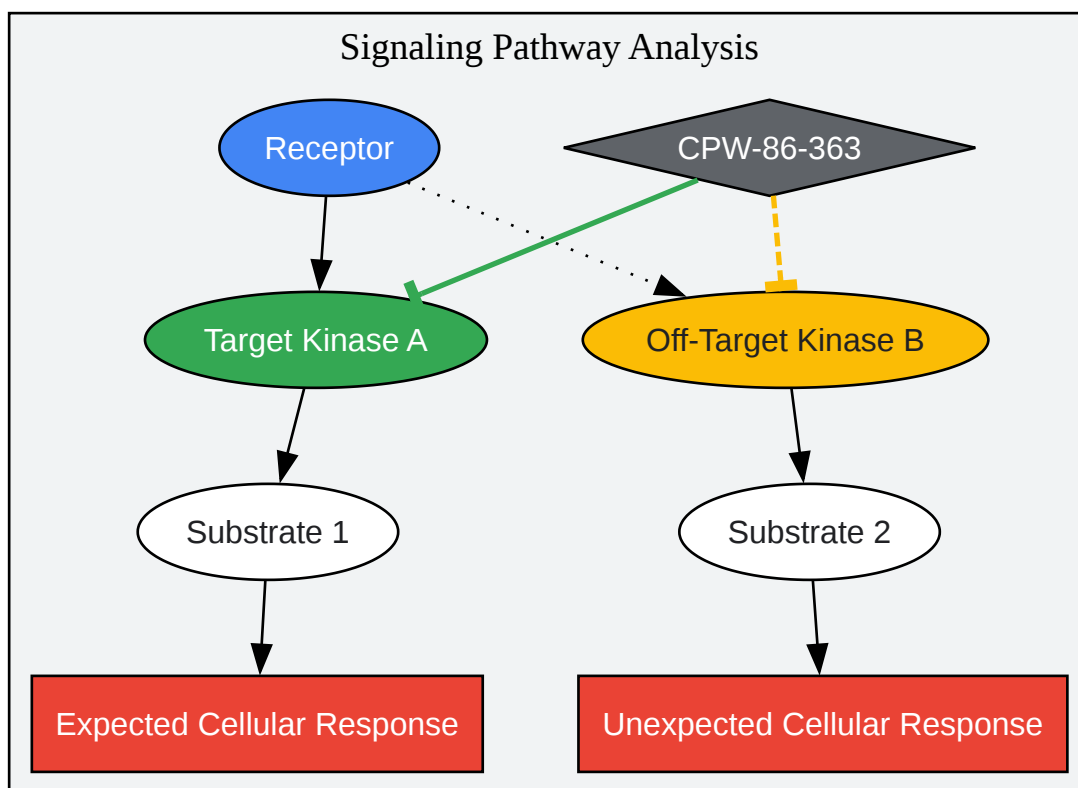 Signaling Pathway Analysis
Receptor
CPW-86-363
Target Kinase A
Off-Target Kinase B
Substrate 1
Substrate 2
Expected Cellular Response
Unexpected Cellular Response